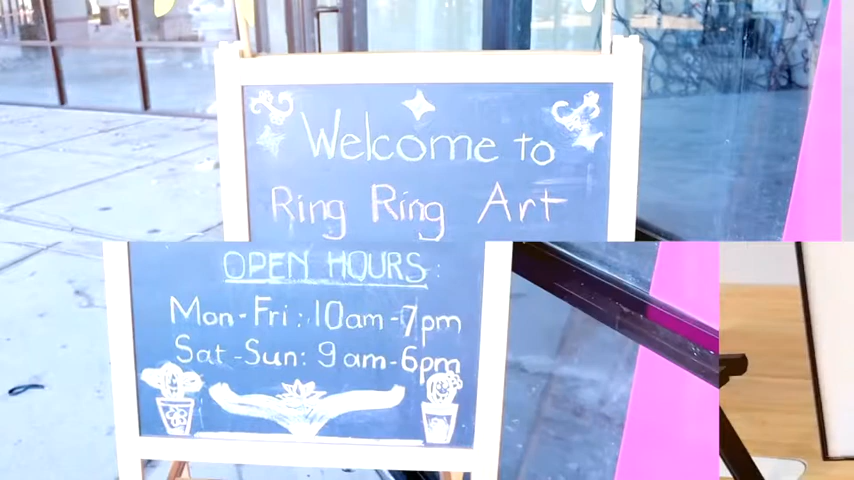 Welcome to
Ring Ring Art
OPEN HOURS:
Mon-Fri: 10am-7pm
Sat-Sun: 9am-6pm